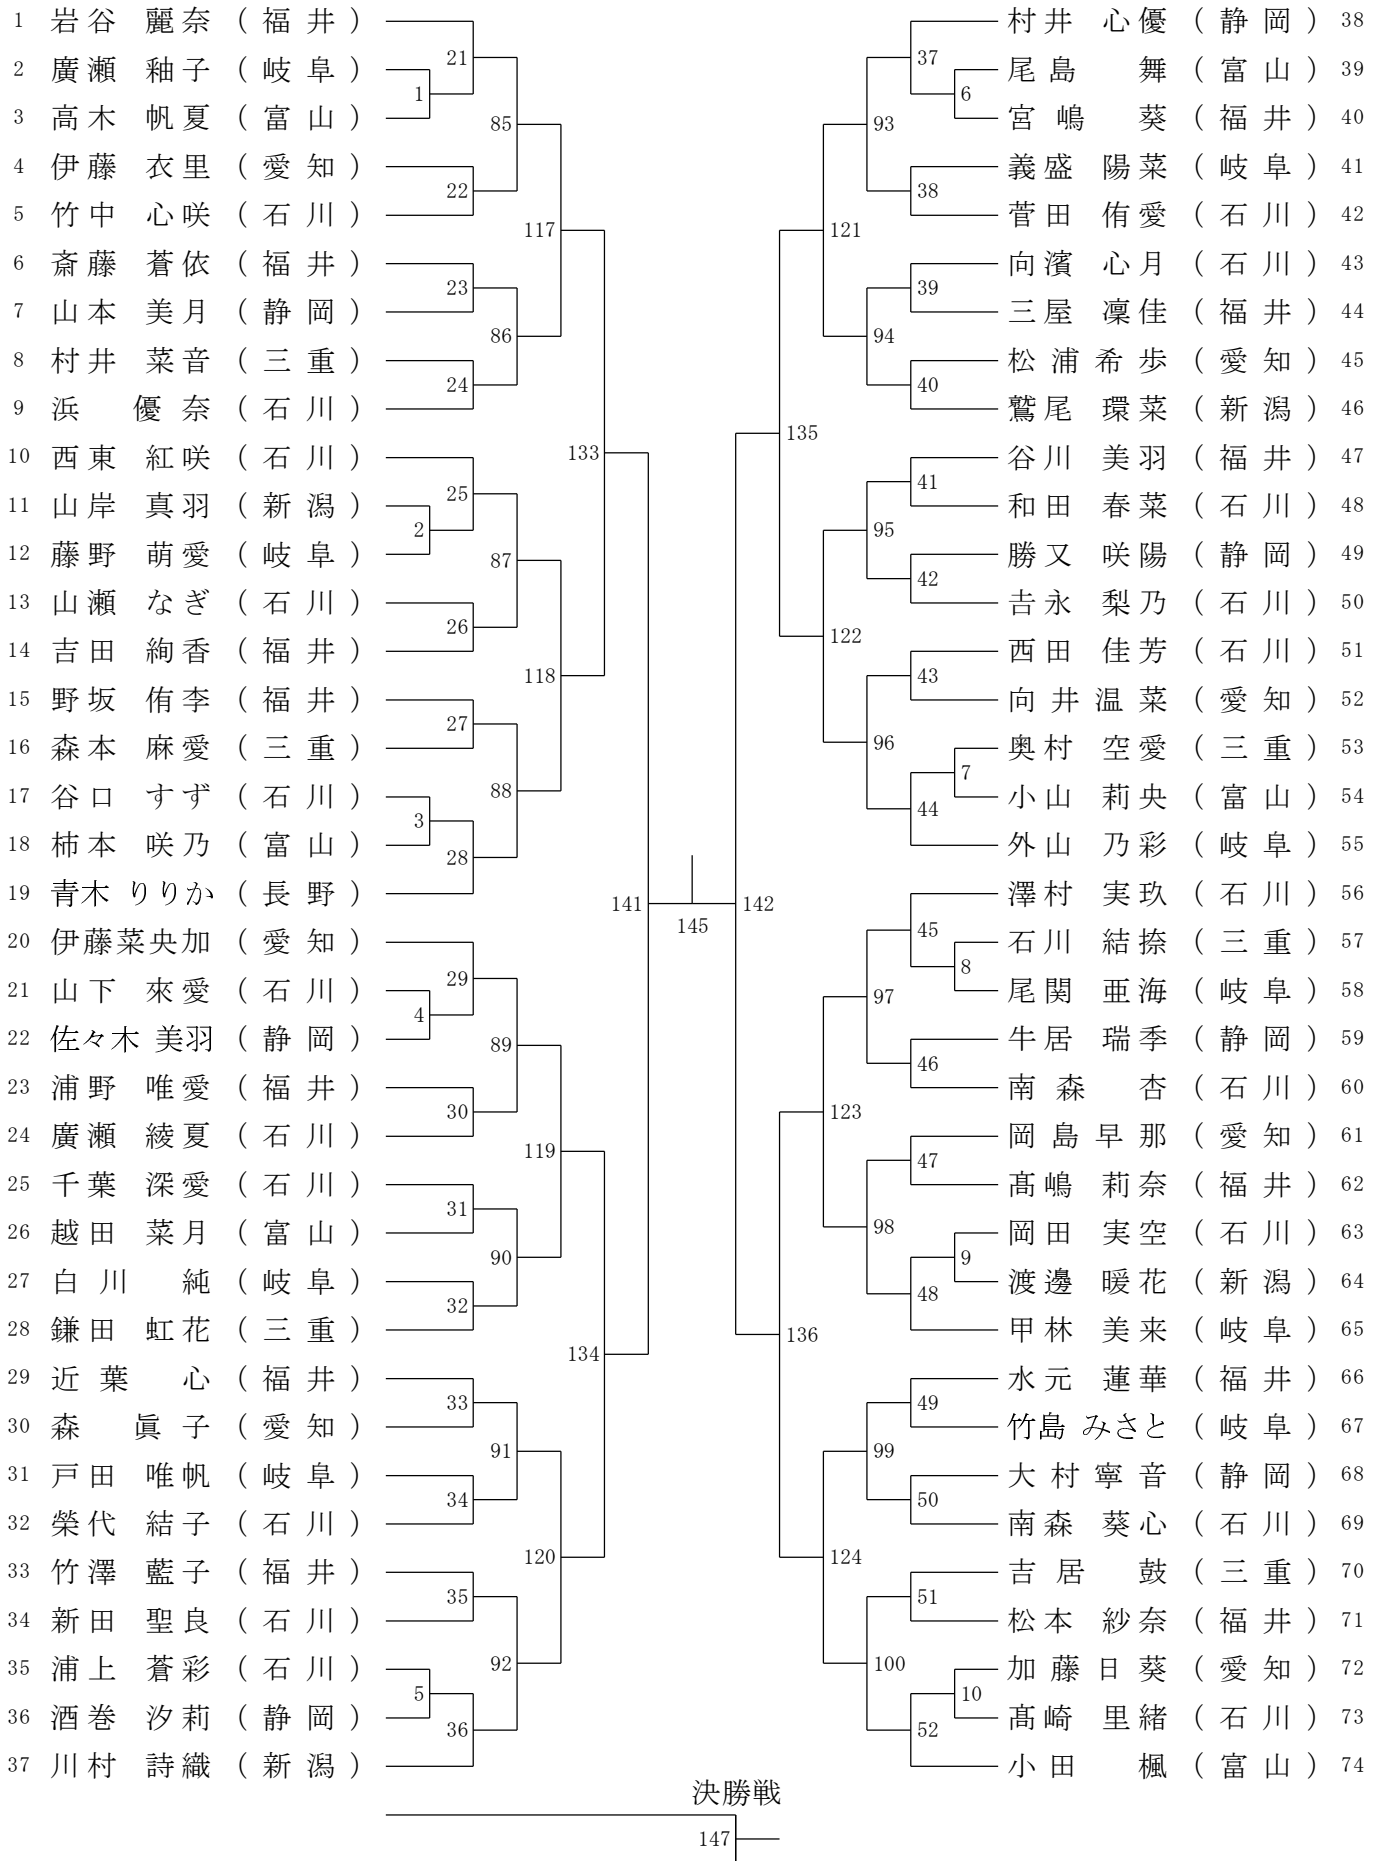 1 岩谷 麗奈 ( 福井 )
2 廣瀬 釉子 ( 岐阜 )
3 高木 帆夏 ( 富山 )
4 伊藤 衣里 ( 愛知 )
5 竹中 心咲 ( 石川 )
6 斎藤 蒼依 ( 福井 )
7 山本 美月 ( 静岡 )
8 村井 菜音 ( 三重 )
9 浜 優奈 ( 石川 )
10 西東 紅咲 ( 石川 )
11 山岸 真羽 ( 新潟 )
12 藤野 萌愛 ( 岐阜 )
13 山瀬 なぎ ( 石川 )
14 吉田 絢香 ( 福井 )
15 野坂 侑李 ( 福井 )
16 森本 麻愛 ( 三重 )
17 谷口 すず ( 石川 )
18 柿本 咲乃 ( 富山 )
19 青木 りりか ( 長野 )
20 伊藤菜央加 ( 愛知 )
21 山下 來愛 ( 石川 )
22 佐々木 美羽 ( 静岡 )
23 浦野 唯愛 ( 福井 )
24 廣瀬 綾夏 ( 石川 )
25 千葉 深愛 ( 石川 )
26 越田 菜月 ( 富山 )
27 白川 純 ( 岐阜 )
28 鎌田 虹花 ( 三重 )
29 近葉 心 ( 福井 )
30 森 眞子 ( 愛知 )
31 戸田 唯帆 ( 岐阜 )
32 榮代 結子 ( 石川 )
33 竹澤 藍子 ( 福井 )
34 新田 聖良 ( 石川 )
35 浦上 蒼彩 ( 石川 )
36 酒巻 汐莉 ( 静岡 )
37 川村 詩織 ( 新潟 )
1
2
3
4
5
21
22
23
24
25
26
27
28
29
30
31
32
33
34
35
36
85
86
87
88
89
90
91
92
117
118
119
120
133
134
141
145
142
135
136
121
122
123
124
93
94
95
96
97
98
99
100
37
38
39
40
41
42
43
44
45
46
47
48
49
50
51
52
6
7
8
9
10
村井 心優 ( 静岡 ) 38
尾島 舞 ( 富山 ) 39
宮嶋 葵 ( 福井 ) 40
義盛 陽菜 ( 岐阜 ) 41
菅田 侑愛 ( 石川 ) 42
向濱 心月 ( 石川 ) 43
三屋 凜佳 ( 福井 ) 44
松浦希歩 ( 愛知 ) 45
鷲尾 環菜 ( 新潟 ) 46
谷川 美羽 ( 福井 ) 47
和田 春菜 ( 石川 ) 48
勝又 咲陽 ( 静岡 ) 49
𠮷永 梨乃 ( 石川 ) 50
西田 佳芳 ( 石川 ) 51
向井温菜 ( 愛知 ) 52
奥村 空愛 ( 三重 ) 53
小山 莉央 ( 富山 ) 54
外山 乃彩 ( 岐阜 ) 55
澤村 実玖 ( 石川 ) 56
石川 結捺 ( 三重 ) 57
尾関 亜海 ( 岐阜 ) 58
牛居 瑞季 ( 静岡 ) 59
南森 杏 ( 石川 ) 60
岡島早那 ( 愛知 ) 61
髙嶋 莉奈 ( 福井 ) 62
岡田 実空 ( 石川 ) 63
渡邊 暖花 ( 新潟 ) 64
甲林 美来 ( 岐阜 ) 65
水元 蓮華 ( 福井 ) 66
竹島 みさと ( 岐阜 ) 67
大村寧音 ( 静岡 ) 68
南森 葵心 ( 石川 ) 69
吉居 鼓 ( 三重 ) 70
松本 紗奈 ( 福井 ) 71
加藤日葵 ( 愛知 ) 72
髙崎 里緒 ( 石川 ) 73
小田 楓 ( 富山 ) 74
決勝戦
147